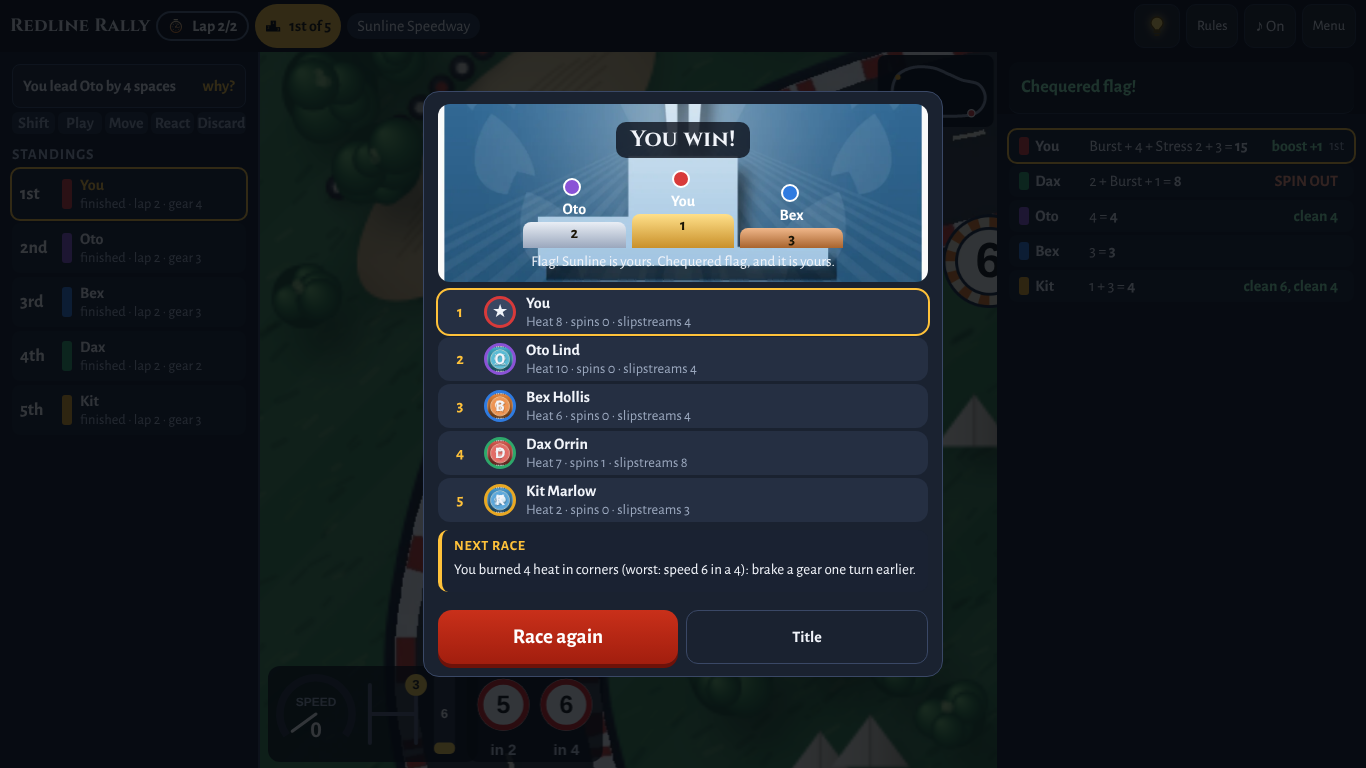 REDLINE RALLY
Lap 2/2
1st of 5
Sunline Speedway
Rules
♪ On
Menu
You lead Oto by 4 spaces why?
Shift Play Move React Discard
STANDINGS
1st You
finished · lap 2 · gear 4
2nd Oto
finished · lap 2 · gear 3
3rd Bex
finished · lap 2 · gear 3
4th Dax
finished · lap 2 · gear 2
5th Kit
finished · lap 2 · gear 3
YOU WIN!
Oto
You
Bex
2
1
3
Flag! Sunline is yours. Chequered flag, and it is yours.
1 You
Heat 8 · spins 0 · slipstreams 4
2 O Oto Lind
Heat 10 · spins 0 · slipstreams 4
3 B Bex Hollis
Heat 6 · spins 0 · slipstreams 4
4 D Dax Orrin
Heat 7 · spins 1 · slipstreams 8
5 K Kit Marlow
Heat 2 · spins 0 · slipstreams 3
NEXT RACE
You burned 4 heat in corners (worst: speed 6 in a 4): brake a gear one turn earlier.
Race again
Title
Chequered flag!
You Burst + 4 + Stress 2 + 3 = 15 boost +1 1st
Dax 2 + Burst + 1 = 8 SPIN OUT
Oto 4 = 4 clean 4
Bex 3 = 3
Kit 1 + 3 = 4 clean 6, clean 4
6
SPEED
0
3
6
5
in 2
6
in 4